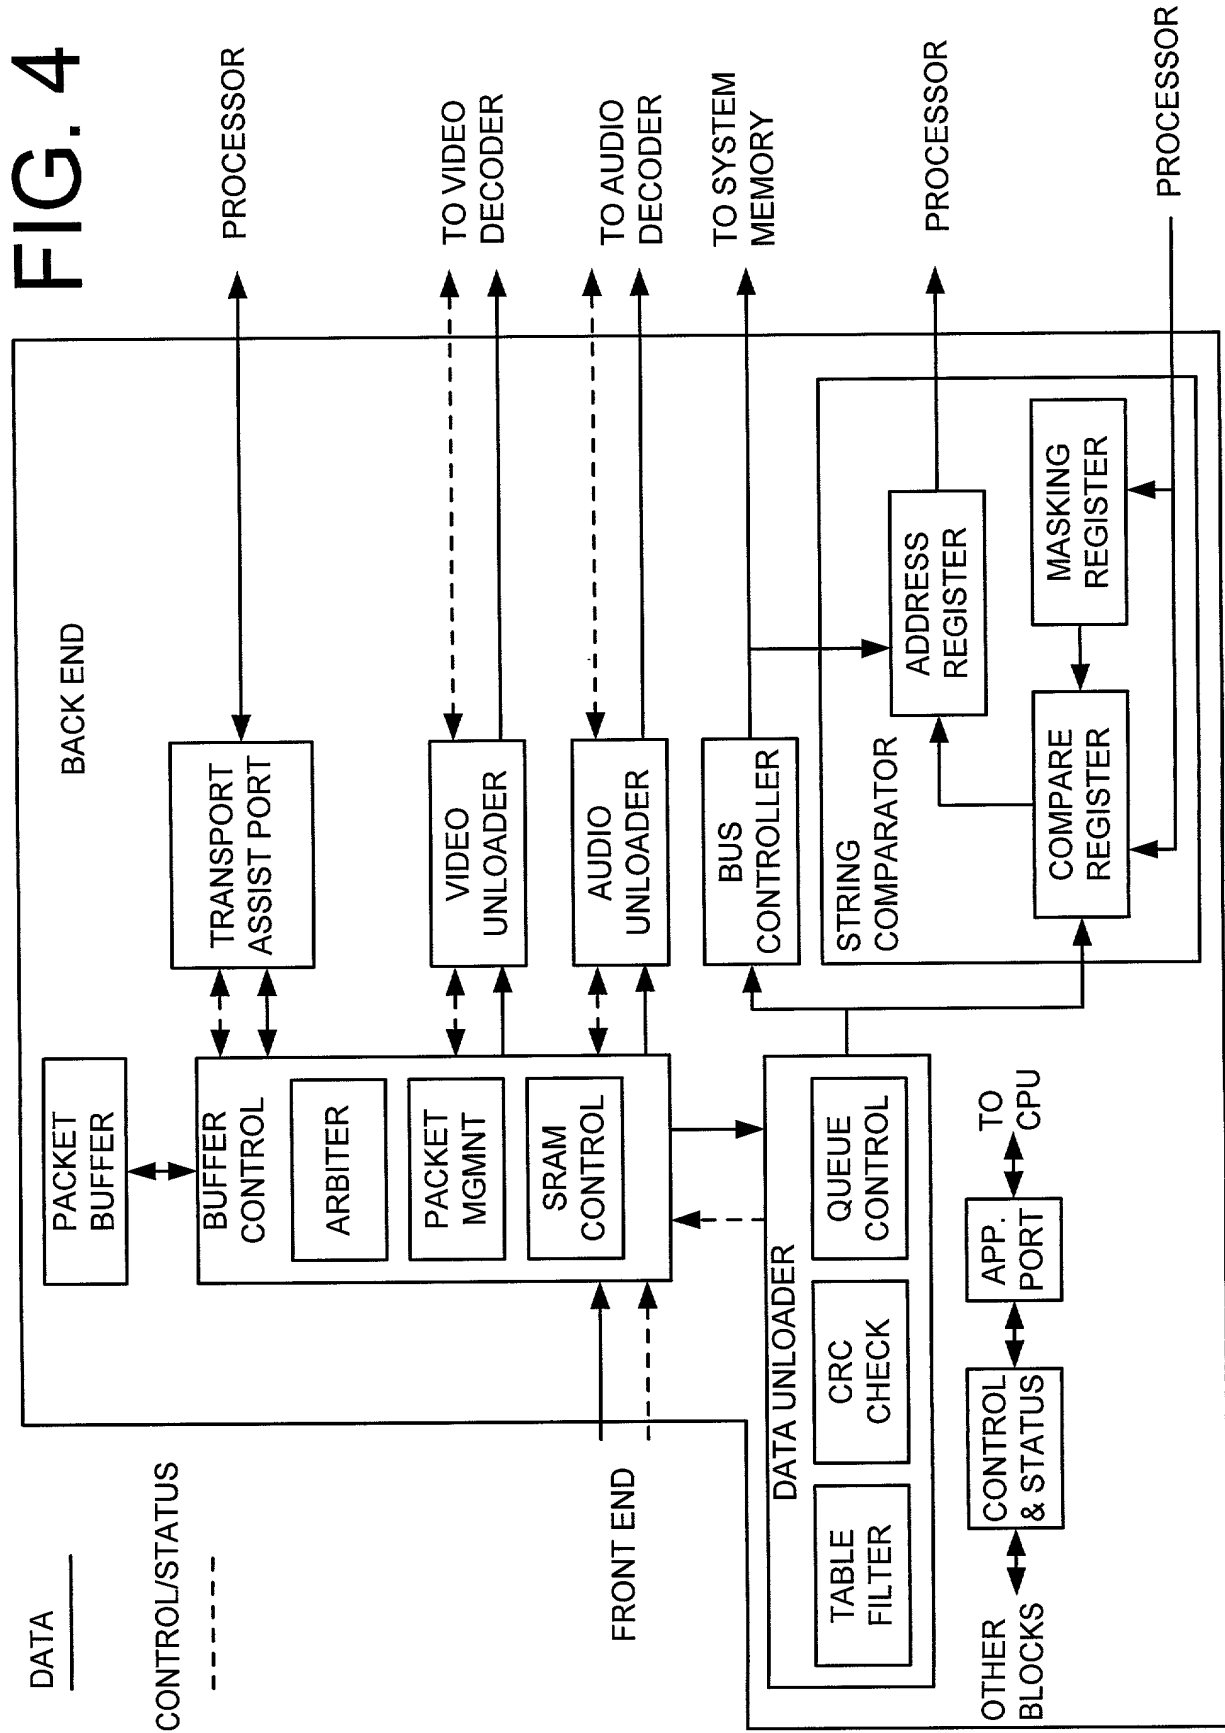 FIG. 4
DATA
CONTROL/STATUS
BACK END
PACKET
BUFFER
BUFFER
CONTROL
ARBITER
PACKET
MGMNT
SRAM
CONTROL
FRONT END
TRANSPORT
ASSIST PORT
PROCESSOR
VIDEO
UNLOADER
TO VIDEO
DECODER
AUDIO
UNLOADER
TO AUDIO
DECODER
BUS
CONTROLLER
TO SYSTEM
MEMORY
DATA UNLOADER
TABLE
FILTER
CRC
CHECK
QUEUE
CONTROL
STRING
COMPARATOR
ADDRESS
REGISTER
PROCESSOR
COMPARE
REGISTER
MASKING
REGISTER
PROCESSOR
OTHER
BLOCKS
CONTROL
& STATUS
APP.
PORT
TO
CPU